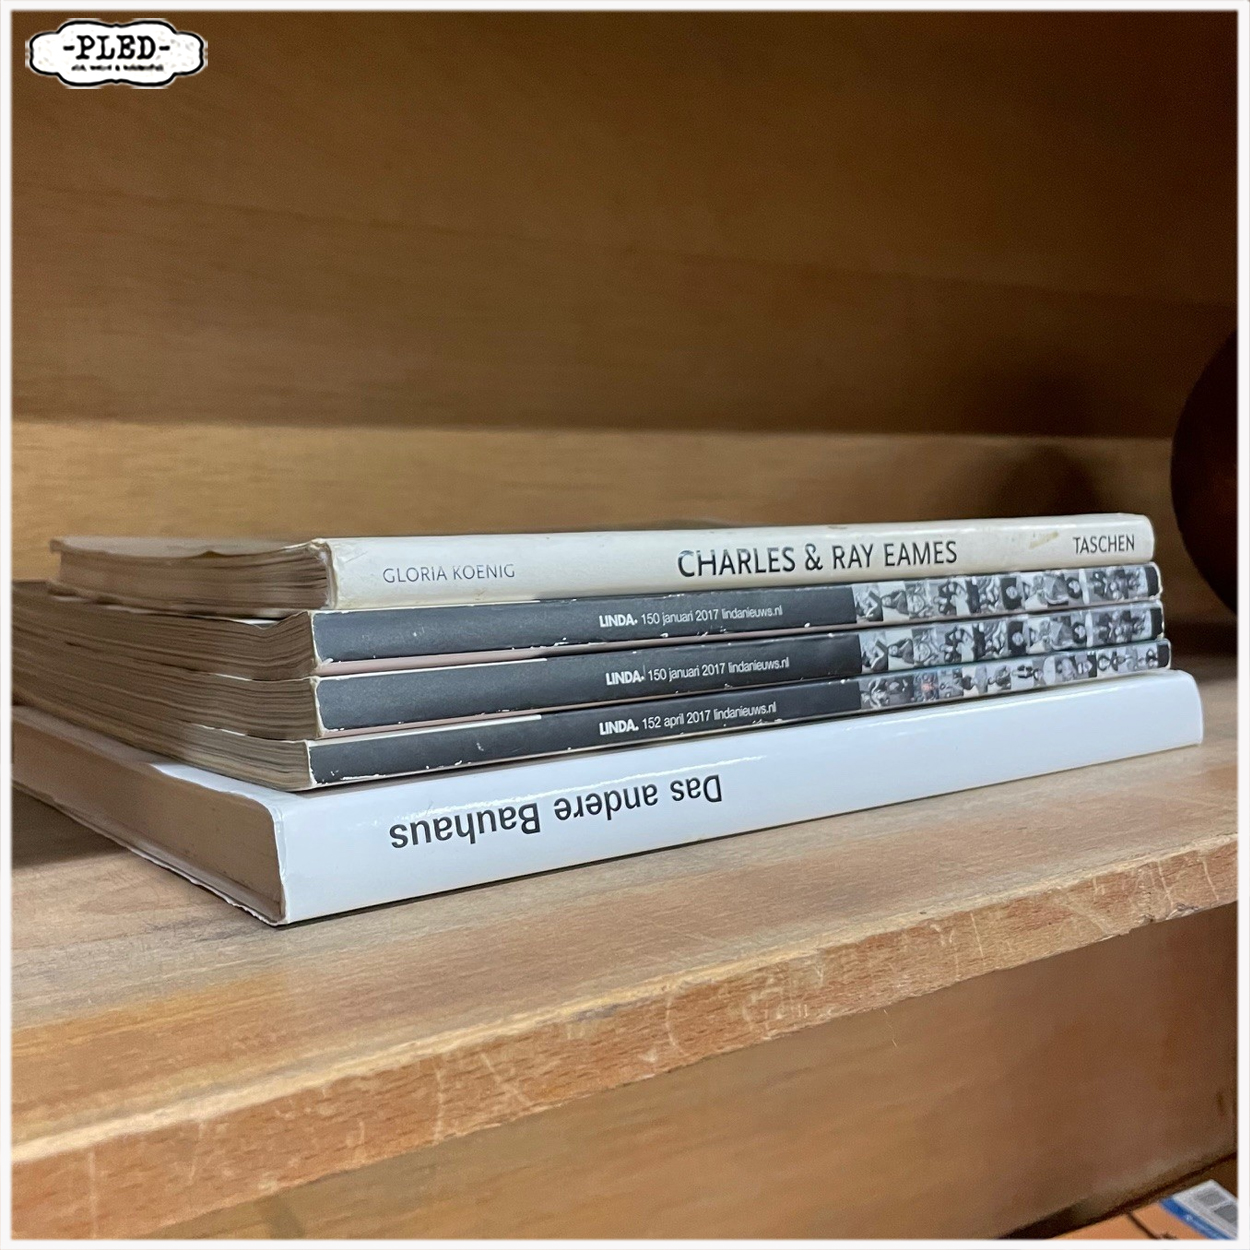 -PLED-
GLORIA KOENIG CHARLES & RAY EAMES TASCHEN
LINDA. 150 januari 2017 lindanieuws.nl
LINDA. 150 januari 2017 lindanieuws.nl
LINDA. 152 april 2017 lindanieuws.nl
Das andere Bauhaus